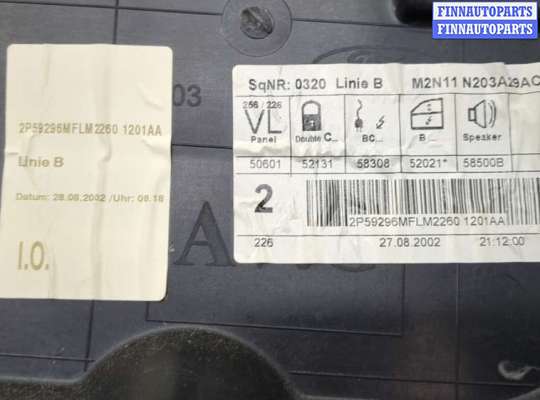 FINNAUTOPARTS
FINNAUTOPARTS
03
2P59296MFLM2260 1201AA
Linie B
Datum: 28.08.2002 /Uhr: 06.18
I.O.
SqNR: 0320 Linie B M2N11 N203A29AC
256 / 226
VL
Panel Double C... BC... B... Speaker
50601 52131 58308 52021* 58500B
2
2P59296MFLM2260 1201AA
226 27.08.2002 21:12:00